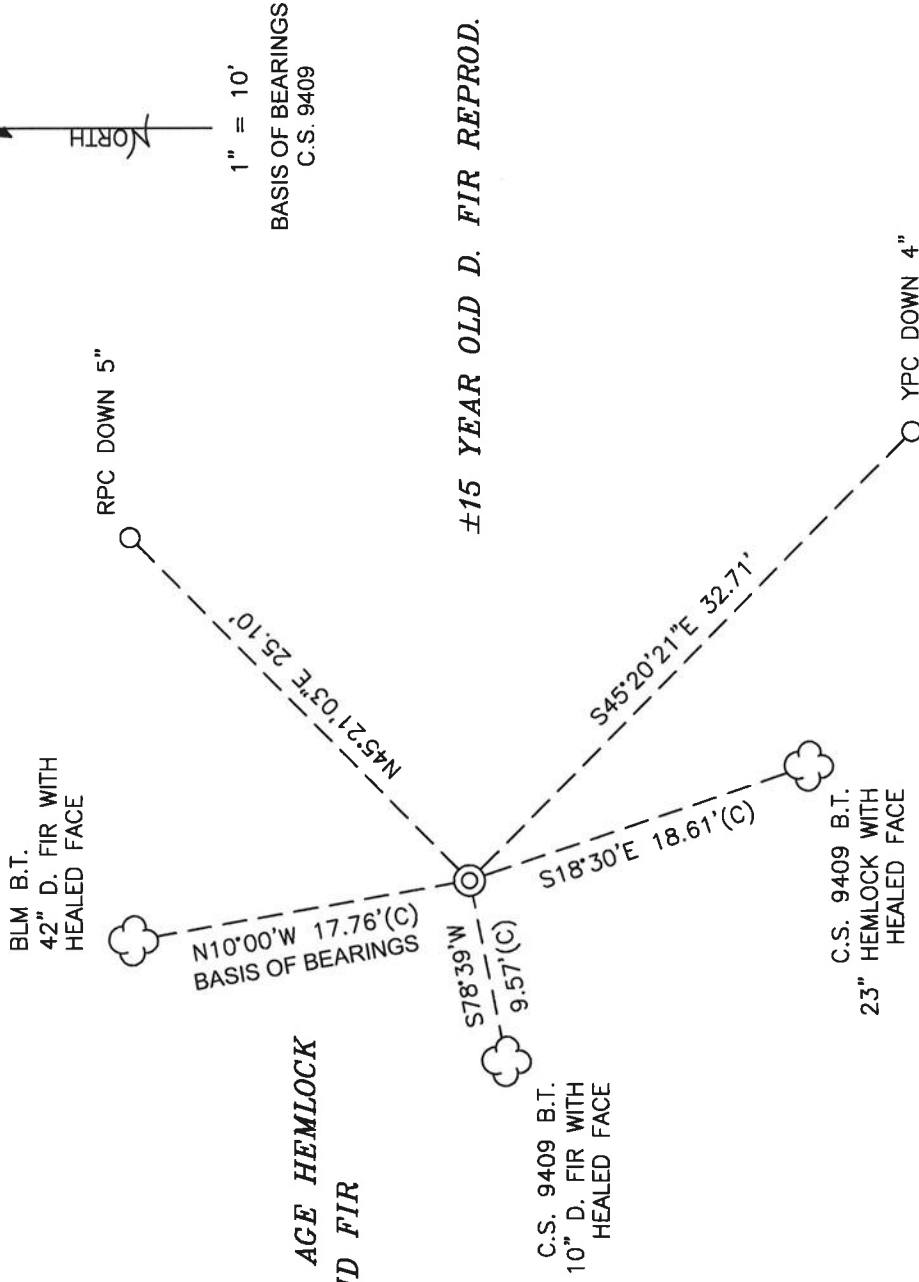 NORTH
1" = 10'
BASIS OF BEARINGS
C.S. 9409
RPC DOWN 5"
BLM B.T.
42" D. FIR WITH
HEALED FACE
N45°21'03"E 25.10'
±15 YEAR OLD D. FIR REPROD.
N10°00'W 17.76'(C)
BASIS OF BEARINGS
S78°39'W
9.57'(C)
S18°30'E 18.61'(C)
S45°20'21"E 32.71'
YPC DOWN 4"
AGE HEMLOCK
ND FIR
C.S. 9409 B.T.
10" D. FIR WITH
HEALED FACE
C.S. 9409 B.T.
23" HEMLOCK WITH
HEALED FACE